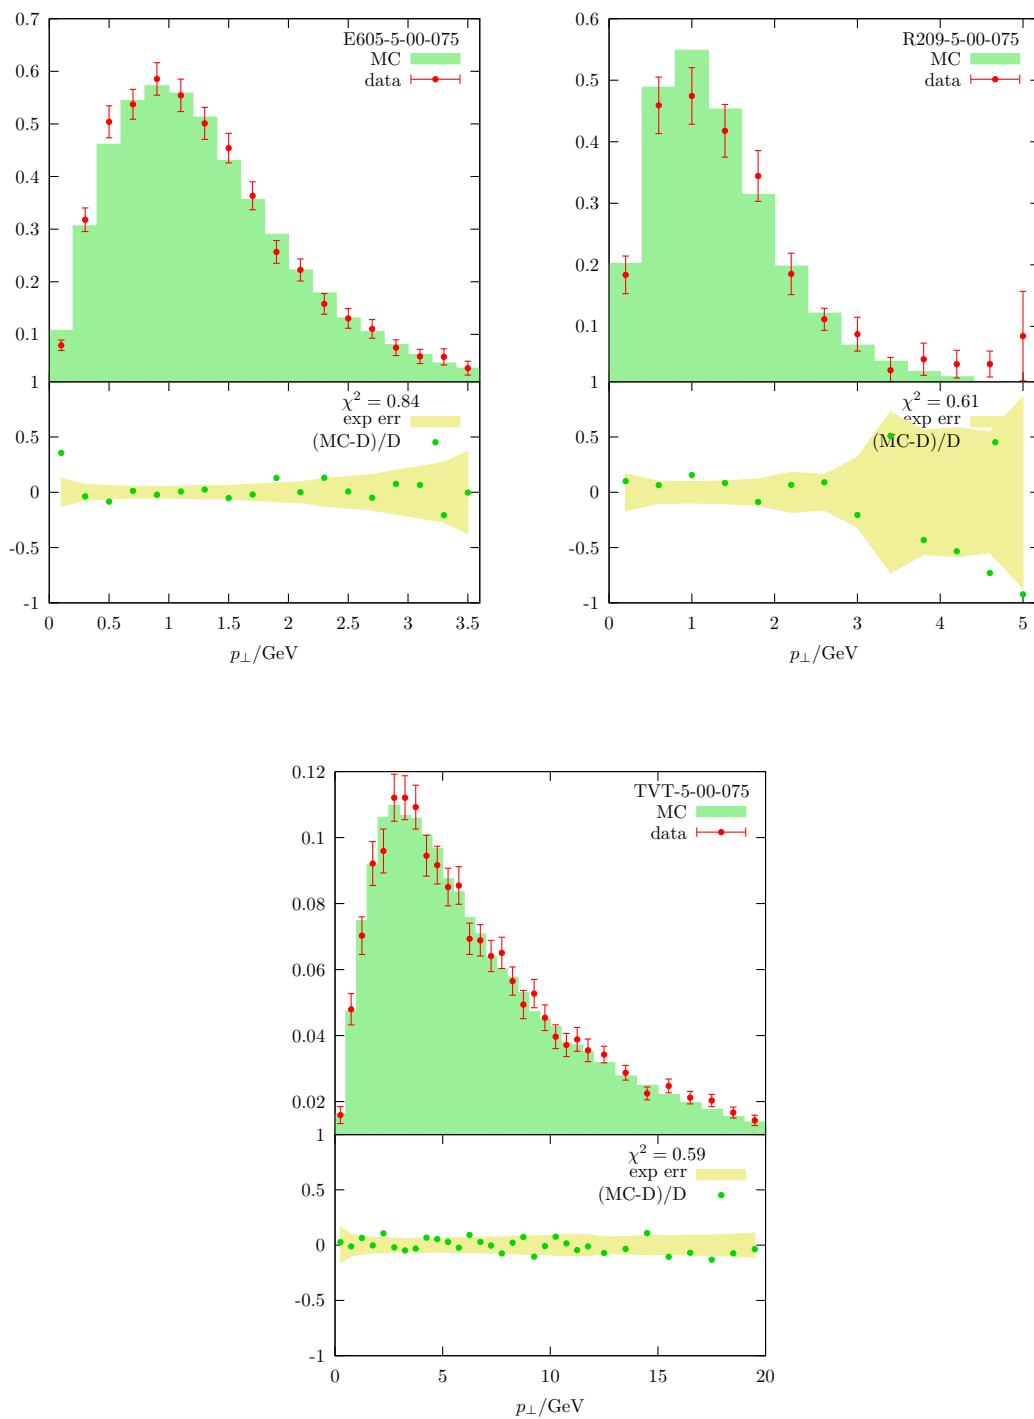 0.7
0.6
0.5
0.4
0.3
0.2
0.1
E605-5-00-075
MC
data
1
0.5
0
-0.5
-1
χ² = 0.84
exp err
(MC-D)/D
0 0.5 1 1.5 2 2.5 3 3.5
p⊥/GeV
0.6
0.5
0.4
0.3
0.2
0.1
R209-5-00-075
MC
data
1
0.5
0
-0.5
-1
χ² = 0.61
exp err
(MC-D)/D
0 1 2 3 4 5
p⊥/GeV
0.12
0.1
0.08
0.06
0.04
0.02
TVT-5-00-075
MC
data
1
0.5
0
-0.5
-1
χ² = 0.59
exp err
(MC-D)/D
0 5 10 15 20
p⊥/GeV